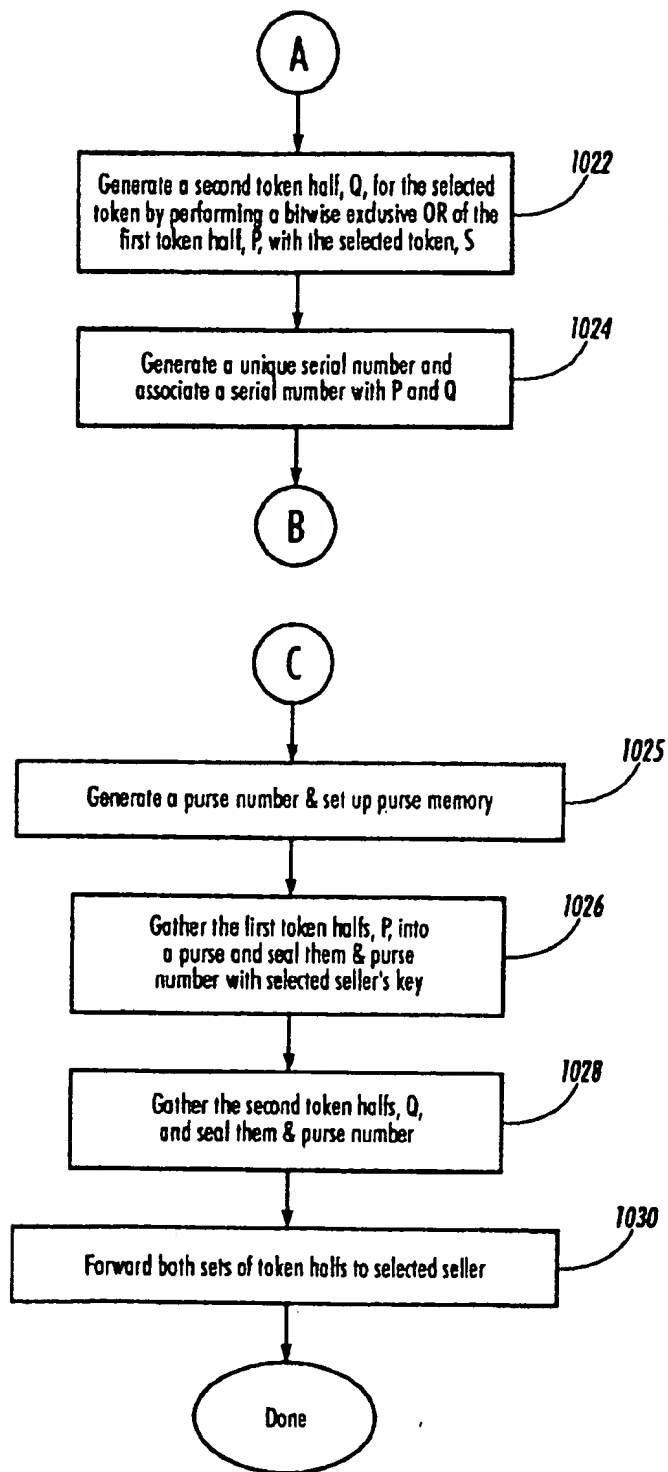 A
1022
Generate a second token half, Q, for the selected
token by performing a bitwise exclusive OR of the
first token half, P, with the selected token, S
1024
Generate a unique serial number and
associate a serial number with P and Q
B
C
1025
Generate a purse number & set up purse memory
1026
Gather the first token halfs, P, into
a purse and seal them & purse
number with selected seller's key
1028
Gather the second token halfs, Q,
and seal them & purse number
1030
Forward both sets of token halfs to selected seller
Done